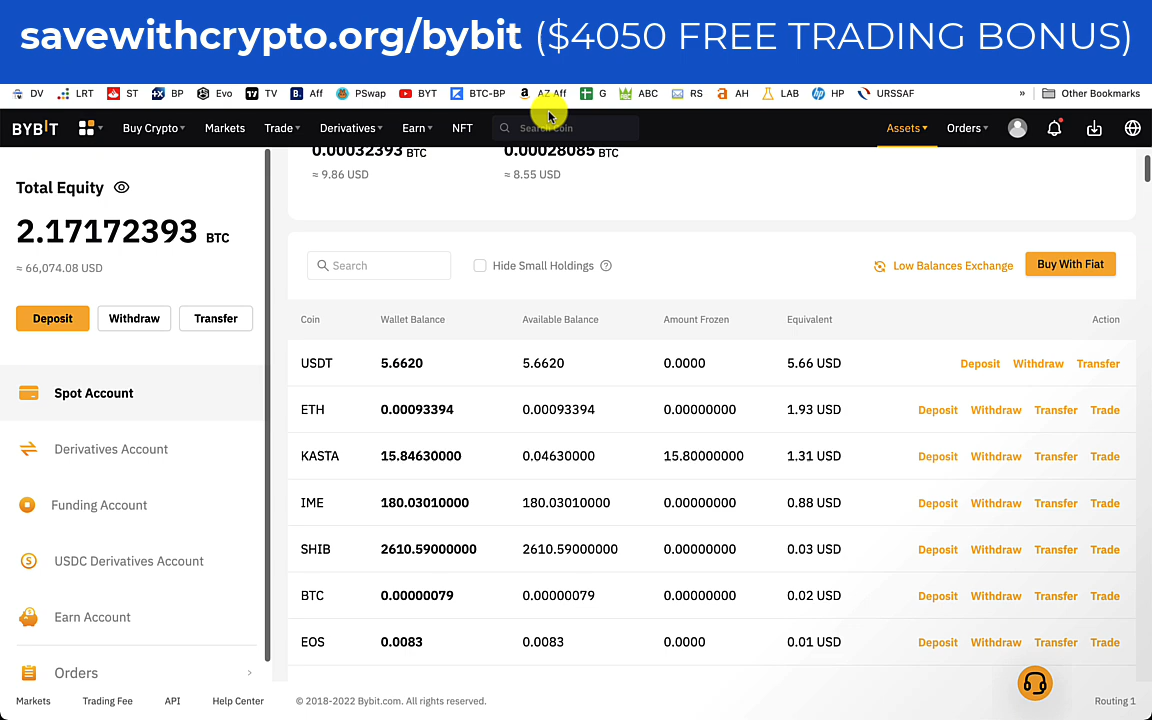 savewithcrypto.org/bybit ($4050 FREE TRADING BONUS)
DV LRT ST BP Evo TV Aff PSwap BYT BTC-BP AZ Aff G ABC RS AH LAB HP URSSAF » Other Bookmarks
BYBIT Buy Crypto Markets Trade Derivatives Earn NFT Search Coin Assets Orders
0.00032393 BTC 0.00028085 BTC
≈ 9.86 USD ≈ 8.55 USD
Total Equity
2.17172393 BTC
≈ 66,074.08 USD
Deposit Withdraw Transfer
Spot Account
Derivatives Account
Funding Account
USDC Derivatives Account
Earn Account
Orders
Search Hide Small Holdings Low Balances Exchange Buy With Fiat
Coin Wallet Balance Available Balance Amount Frozen Equivalent Action
USDT 5.6620 5.6620 0.0000 5.66 USD Deposit Withdraw Transfer
ETH 0.00093394 0.00093394 0.00000000 1.93 USD Deposit Withdraw Transfer Trade
KASTA 15.84630000 0.04630000 15.80000000 1.31 USD Deposit Withdraw Transfer Trade
IME 180.03010000 180.03010000 0.00000000 0.88 USD Deposit Withdraw Transfer Trade
SHIB 2610.59000000 2610.59000000 0.00000000 0.03 USD Deposit Withdraw Transfer Trade
BTC 0.00000079 0.00000079 0.00000000 0.02 USD Deposit Withdraw Transfer Trade
EOS 0.0083 0.0083 0.0000 0.01 USD Deposit Withdraw Transfer Trade
Markets Trading Fee API Help Center © 2018-2022 Bybit.com. All rights reserved. Routing 1